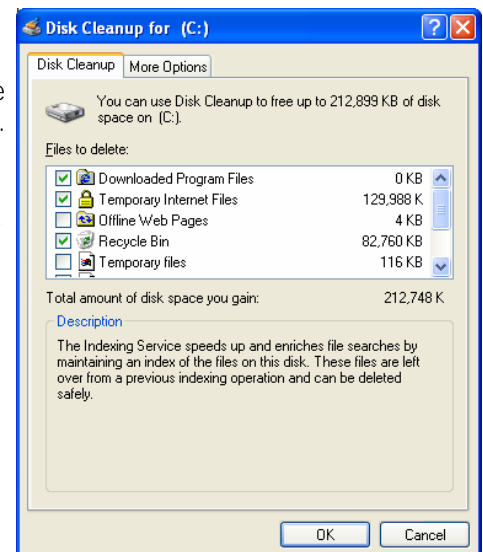 Disk Cleanup for (C:)
Disk Cleanup More Options
You can use Disk Cleanup to free up to 212,899 KB of disk
space on (C:).
Files to delete:
Downloaded Program Files 0 KB
Temporary Internet Files 129,988 K
Offline Web Pages 4 KB
Recycle Bin 82,760 KB
Temporary files 116 KB
Total amount of disk space you gain: 212,748 K
Description
The Indexing Service speeds up and enriches file searches by
maintaining an index of the files on this disk. These files are left
over from a previous indexing operation and can be deleted
safely.
OK Cancel